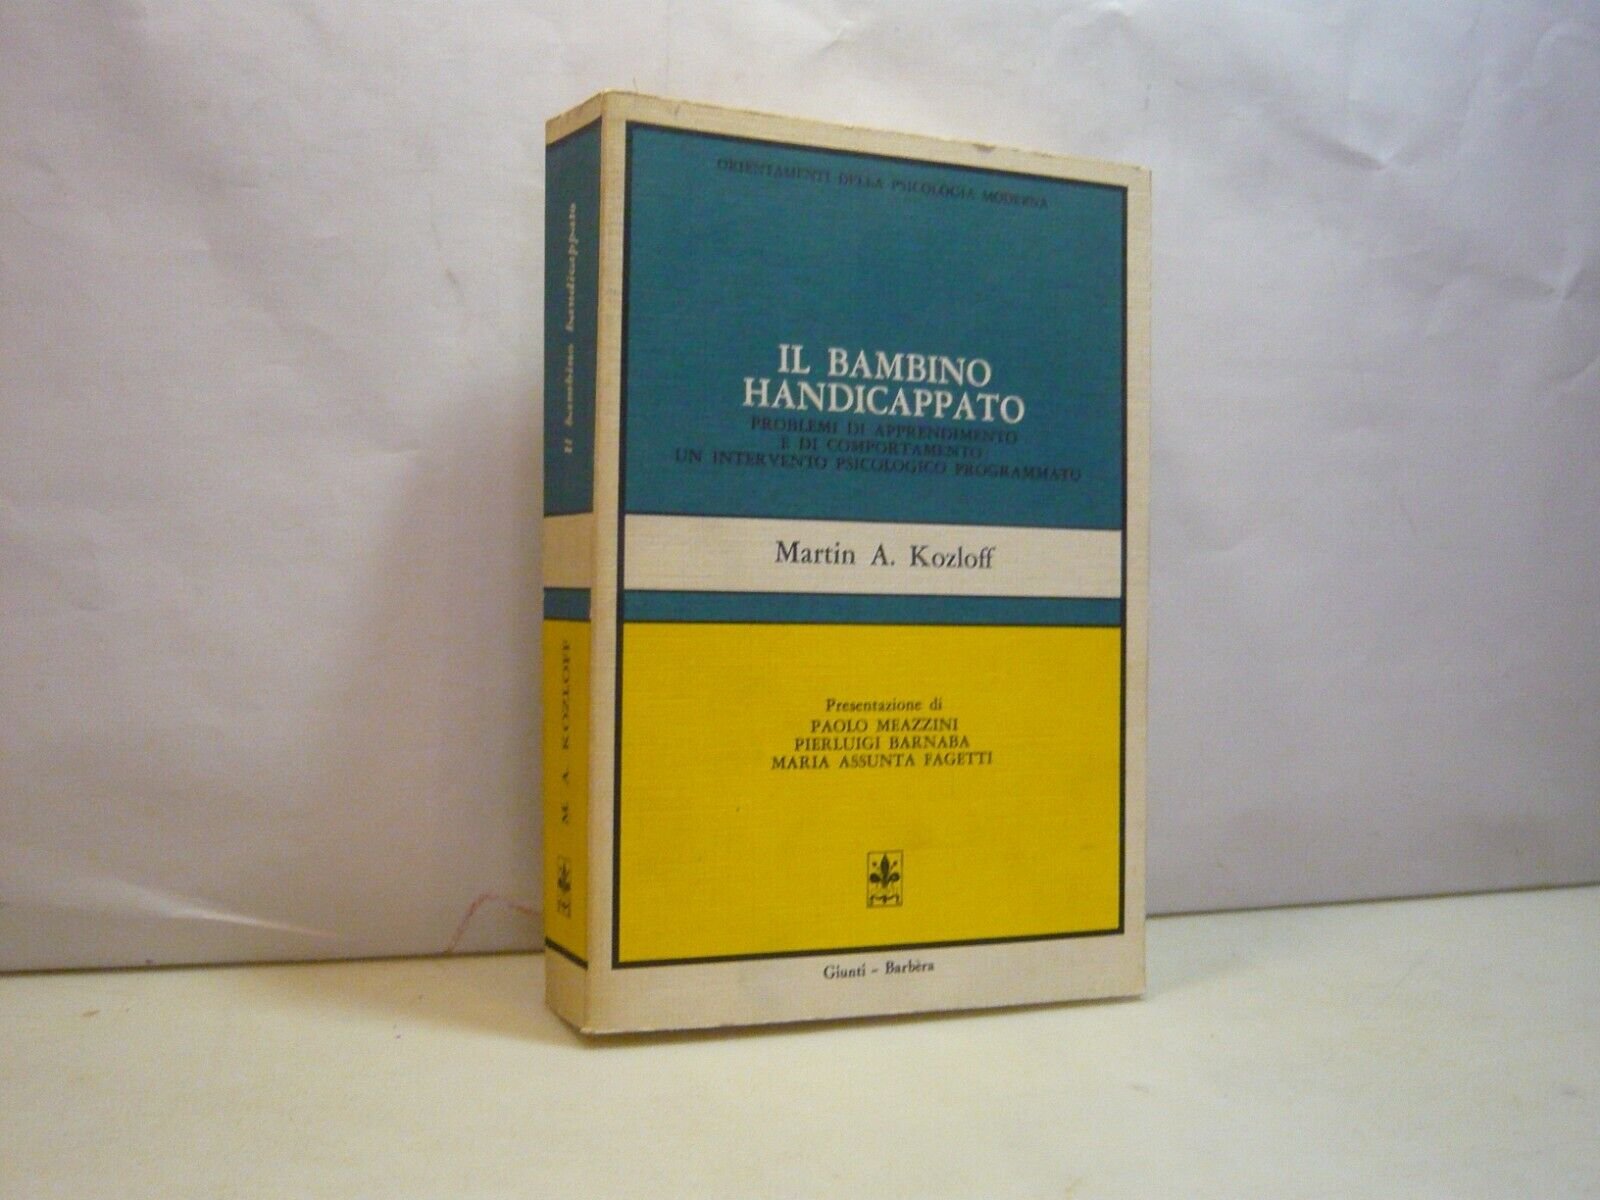 Il bambino handicappato
M. A. KOZLOFF
ORIENTAMENTI DELLA PSICOLOGIA MODERNA
IL BAMBINO
HANDICAPPATO
PROBLEMI DI APPRENDIMENTO
E DI COMPORTAMENTO
UN INTERVENTO PSICOLOGICO PROGRAMMATO
Martin A. Kozloff
Presentazione di
PAOLO MEAZZINI
PIERLUIGI BARNABA
MARIA ASSUNTA FAGETTI
Giunti - Barbèra